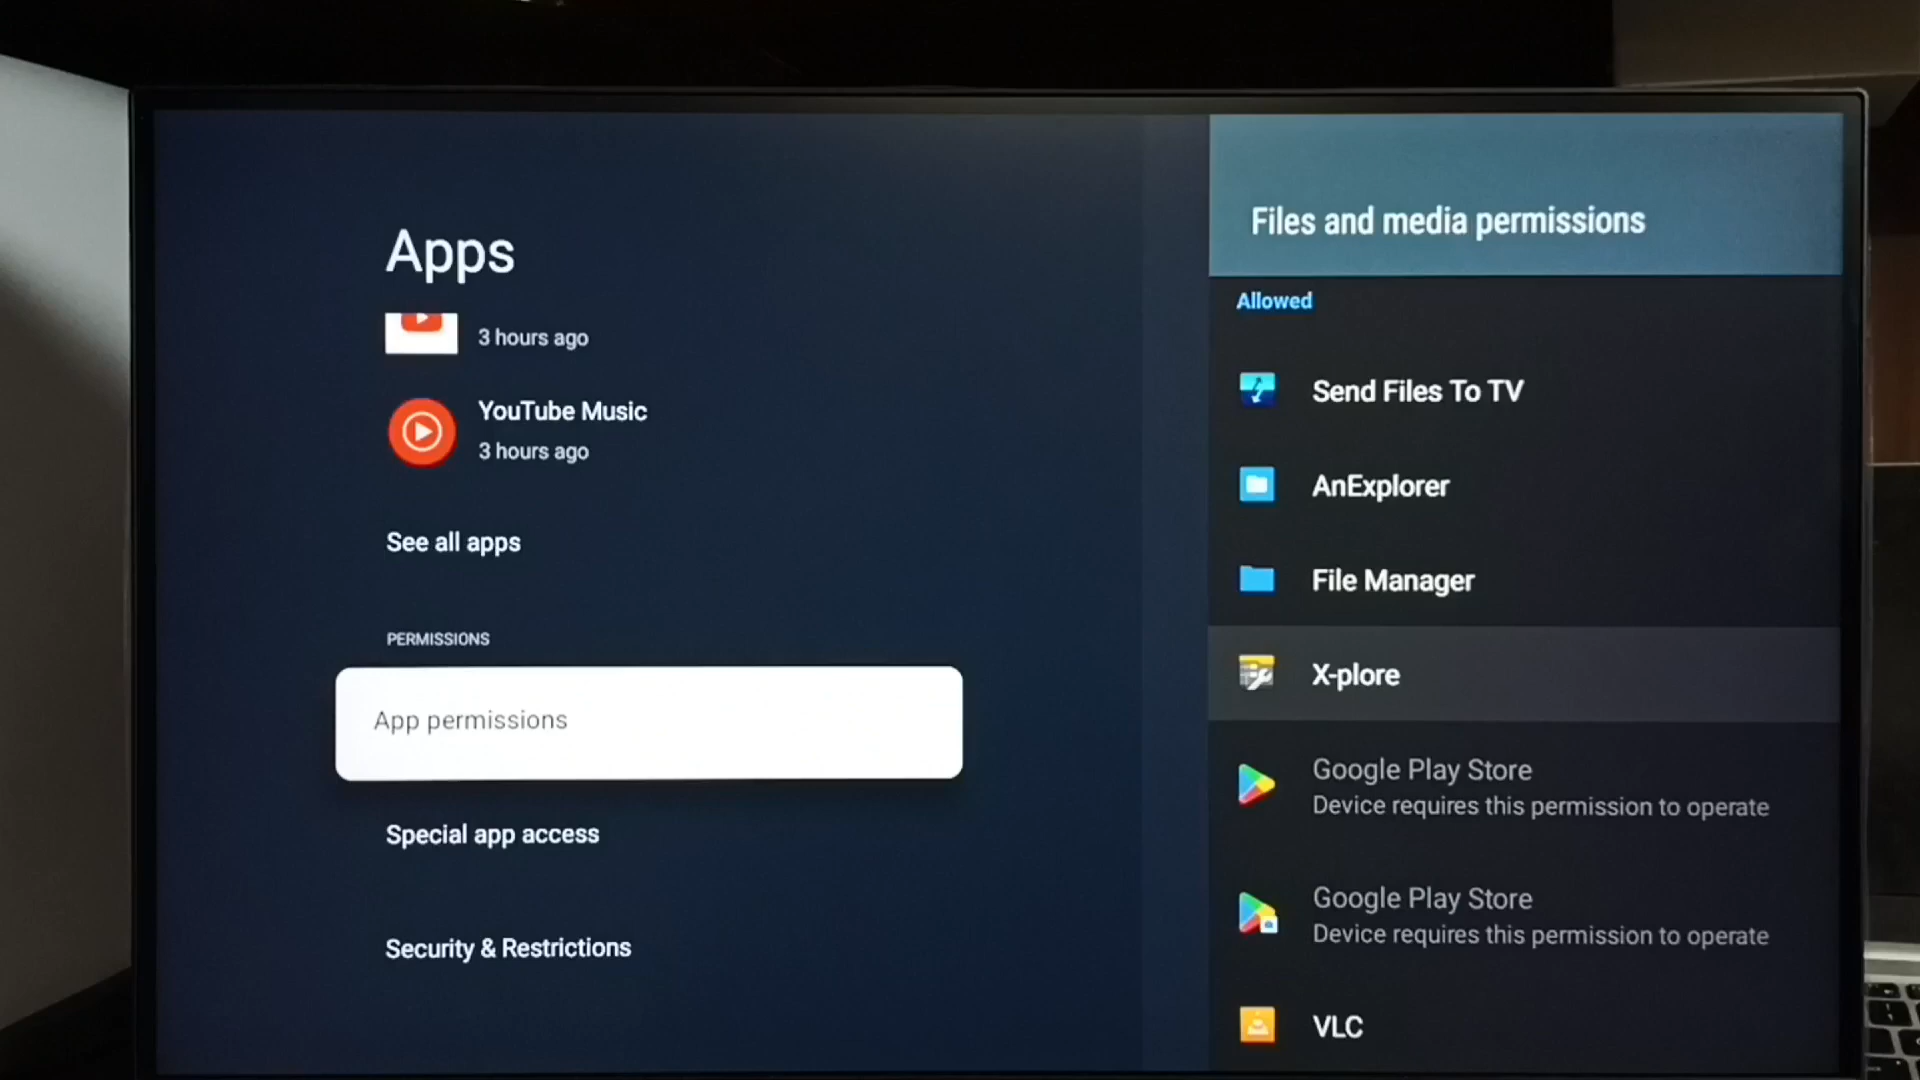 Apps
3 hours ago
YouTube Music
3 hours ago
See all apps
PERMISSIONS
App permissions
Special app access
Security & Restrictions
Files and media permissions
Allowed
Send Files To TV
AnExplorer
File Manager
X-plore
Google Play Store
Device requires this permission to operate
Google Play Store
Device requires this permission to operate
VLC